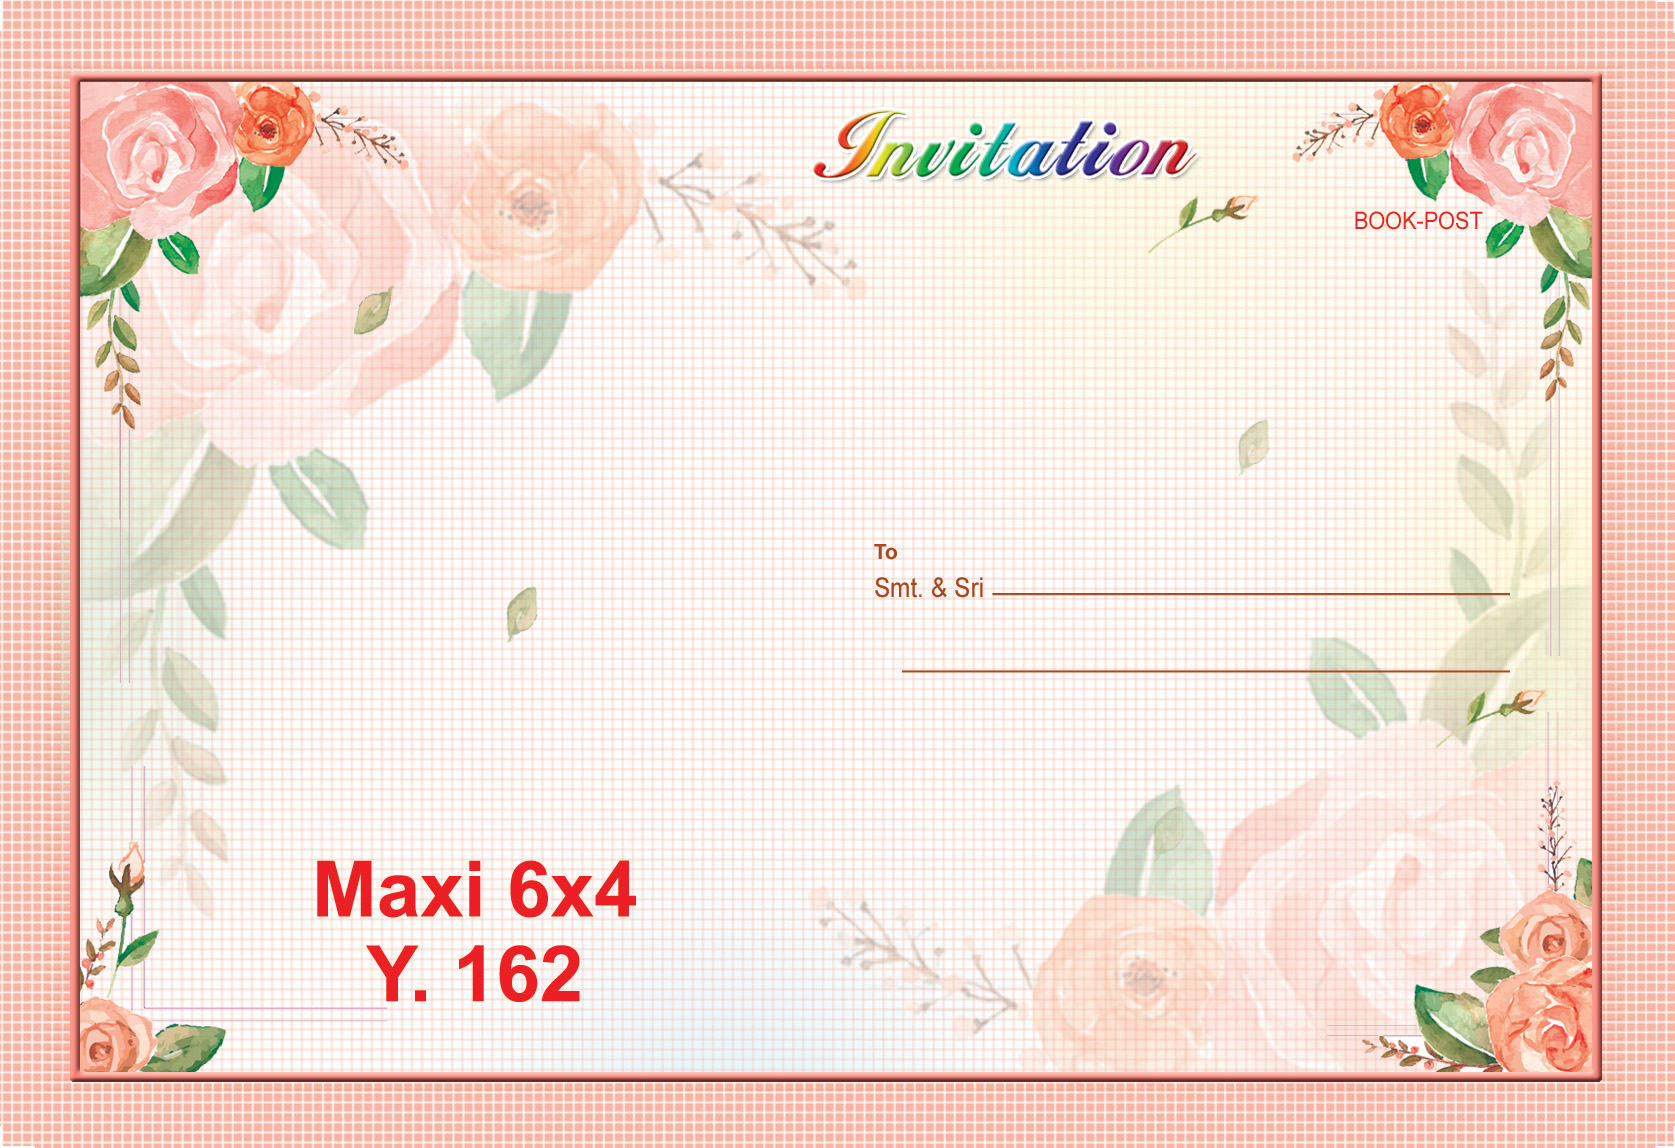 Invitation
BOOK-POST
To
Smt. & Sri
Maxi 6x4
Y. 162